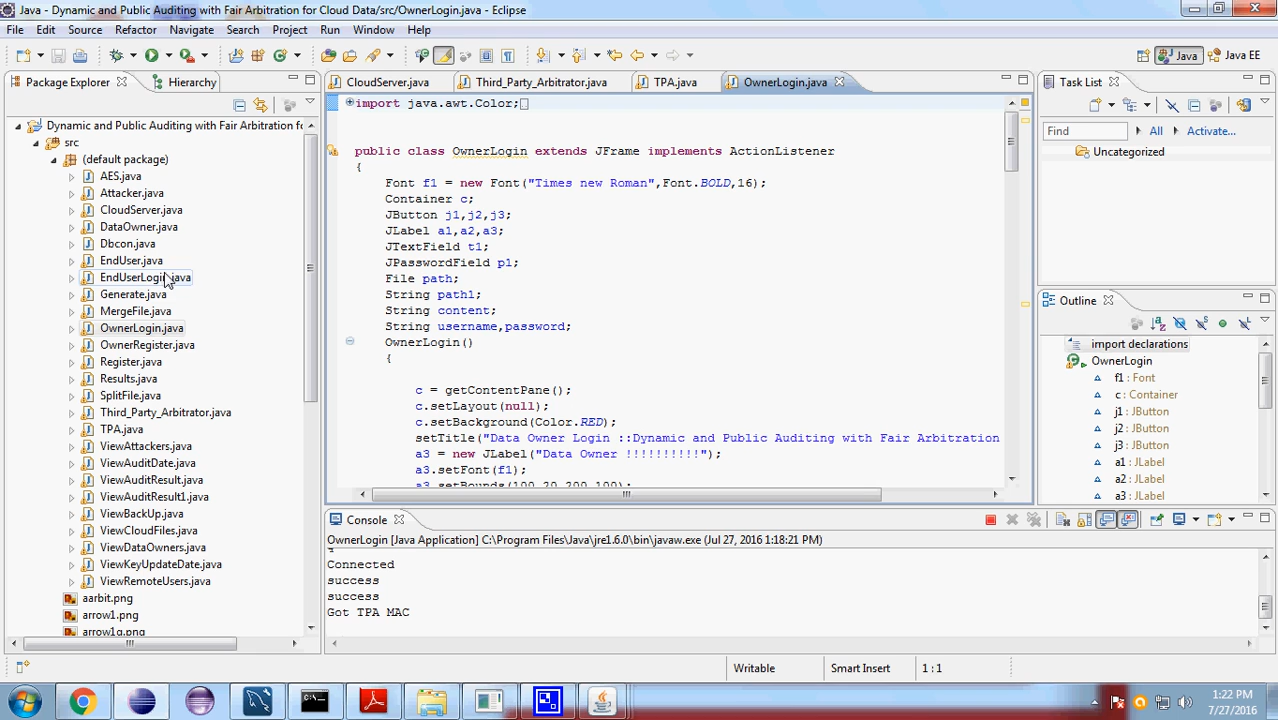 Java - Dynamic and Public Auditing with Fair Arbitration for Cloud Data/src/OwnerLogin.java - Eclipse
File Edit Source Refactor Navigate Search Project Run Window Help
Java Java EE
Package Explorer Hierarchy
Dynamic and Public Auditing with Fair Arbitration fc
src
(default package)
AES.java
Attacker.java
CloudServer.java
DataOwner.java
Dbcon.java
EndUser.java
EndUserLogin.java
Generate.java
MergeFile.java
OwnerLogin.java
OwnerRegister.java
Register.java
Results.java
SplitFile.java
Third_Party_Arbitrator.java
TPA.java
ViewAttackers.java
ViewAuditDate.java
ViewAuditResult.java
ViewAuditResult1.java
ViewBackUp.java
ViewCloudFiles.java
ViewDataOwners.java
ViewKeyUpdateDate.java
ViewRemoteUsers.java
aarbit.png
arrow1.png
arrow1q.png
CloudServer.java Third_Party_Arbitrator.java TPA.java OwnerLogin.java
import java.awt.Color;
public class OwnerLogin extends JFrame implements ActionListener
{
Font f1 = new Font("Times new Roman",Font.BOLD,16);
Container c;
JButton j1,j2,j3;
JLabel a1,a2,a3;
JTextField t1;
JPasswordField p1;
File path;
String path1;
String content;
String username,password;
OwnerLogin()
{
c = getContentPane();
c.setLayout(null);
c.setBackground(Color.RED);
setTitle("Data Owner Login ::Dynamic and Public Auditing with Fair Arbitration
a3 = new JLabel("Data Owner !!!!!!!!!!");
a3.setFont(f1);
a3.setBounds(100,20,200,100);
Task List
Find All Activate...
Uncategorized
Outline
import declarations
OwnerLogin
f1 : Font
c : Container
j1 : JButton
j2 : JButton
j3 : JButton
a1 : JLabel
a2 : JLabel
a3 : JLabel
Console
OwnerLogin [Java Application] C:\Program Files\Java\jre1.6.0\bin\javaw.exe (Jul 27, 2016 1:18:21 PM)
Connected
success
success
Got TPA MAC
Writable Smart Insert 1 : 1
1:22 PM
7/27/2016